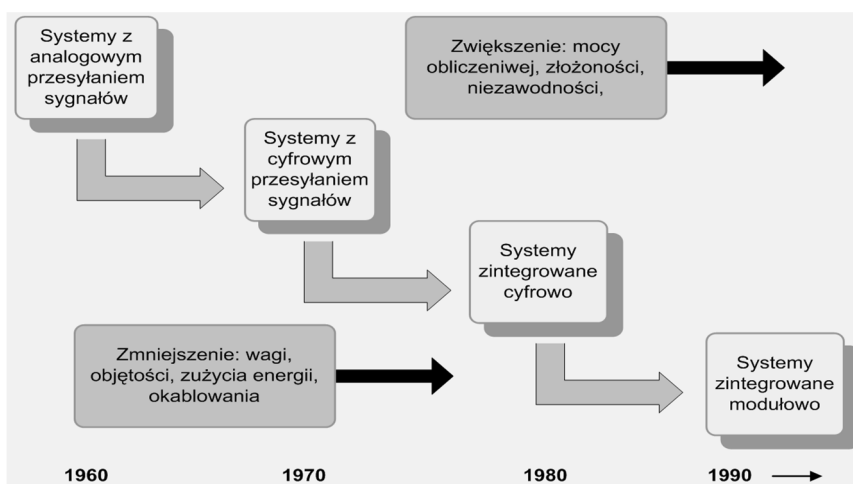 Systemy z
analogowym
przesyłaniem
sygnałów
Zwiększenie: mocy
obliczeniwej, złożoności,
niezawodności,
Systemy z
cyfrowym
przesyłaniem
sygnałów
Systemy
zintegrowane
cyfrowo
Zmniejszenie: wagi,
objętości, zużycia energii,
okablowania
Systemy
zintegrowane
modułowo
1960 1970 1980 1990